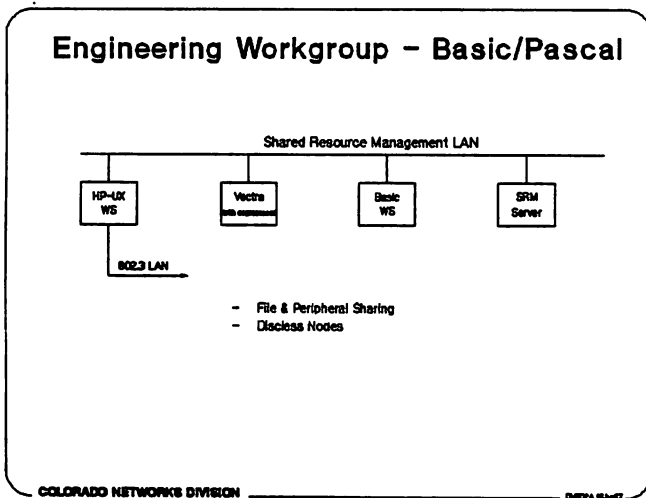 Engineering Workgroup - Basic/Pascal
Shared Resource Management LAN
HP-UX
WS
Vectra
Basic
WS
SRM
Server
802.3 LAN
- File & Peripheral Sharing
- Discless Nodes
COLORADO NETWORKS DIVISION